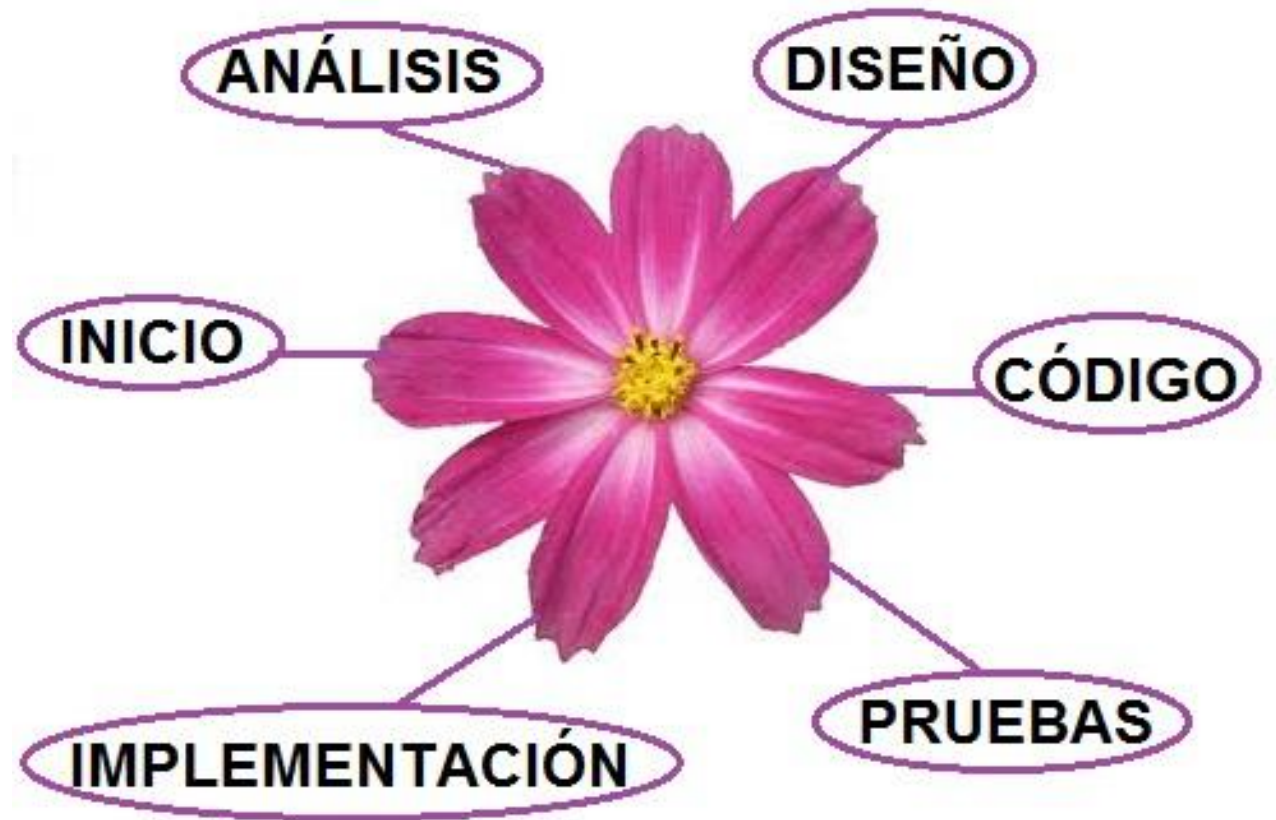 ANÁLISIS
DISEÑO
INICIO
CÓDIGO
IMPLEMENTACIÓN
PRUEBAS